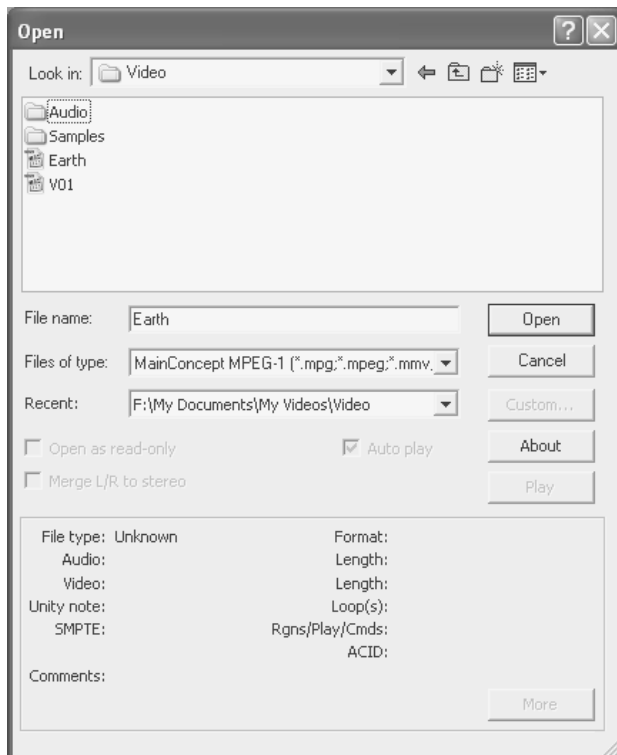 Open
Look in: Video
Audio
Samples
Earth
V01
File name: Earth Open
Files of type: MainConcept MPEG-1 (*.mpg;*.mpeg;*.mmv, Cancel
Recent: F:\My Documents\My Videos\Video Custom...
Open as read-only Auto play About
Merge L/R to stereo Play
File type: Unknown Format:
Audio: Length:
Video: Length:
Unity note: Loop(s):
SMPTE: Rgns/Play/Cmds:
ACID:
Comments:
More